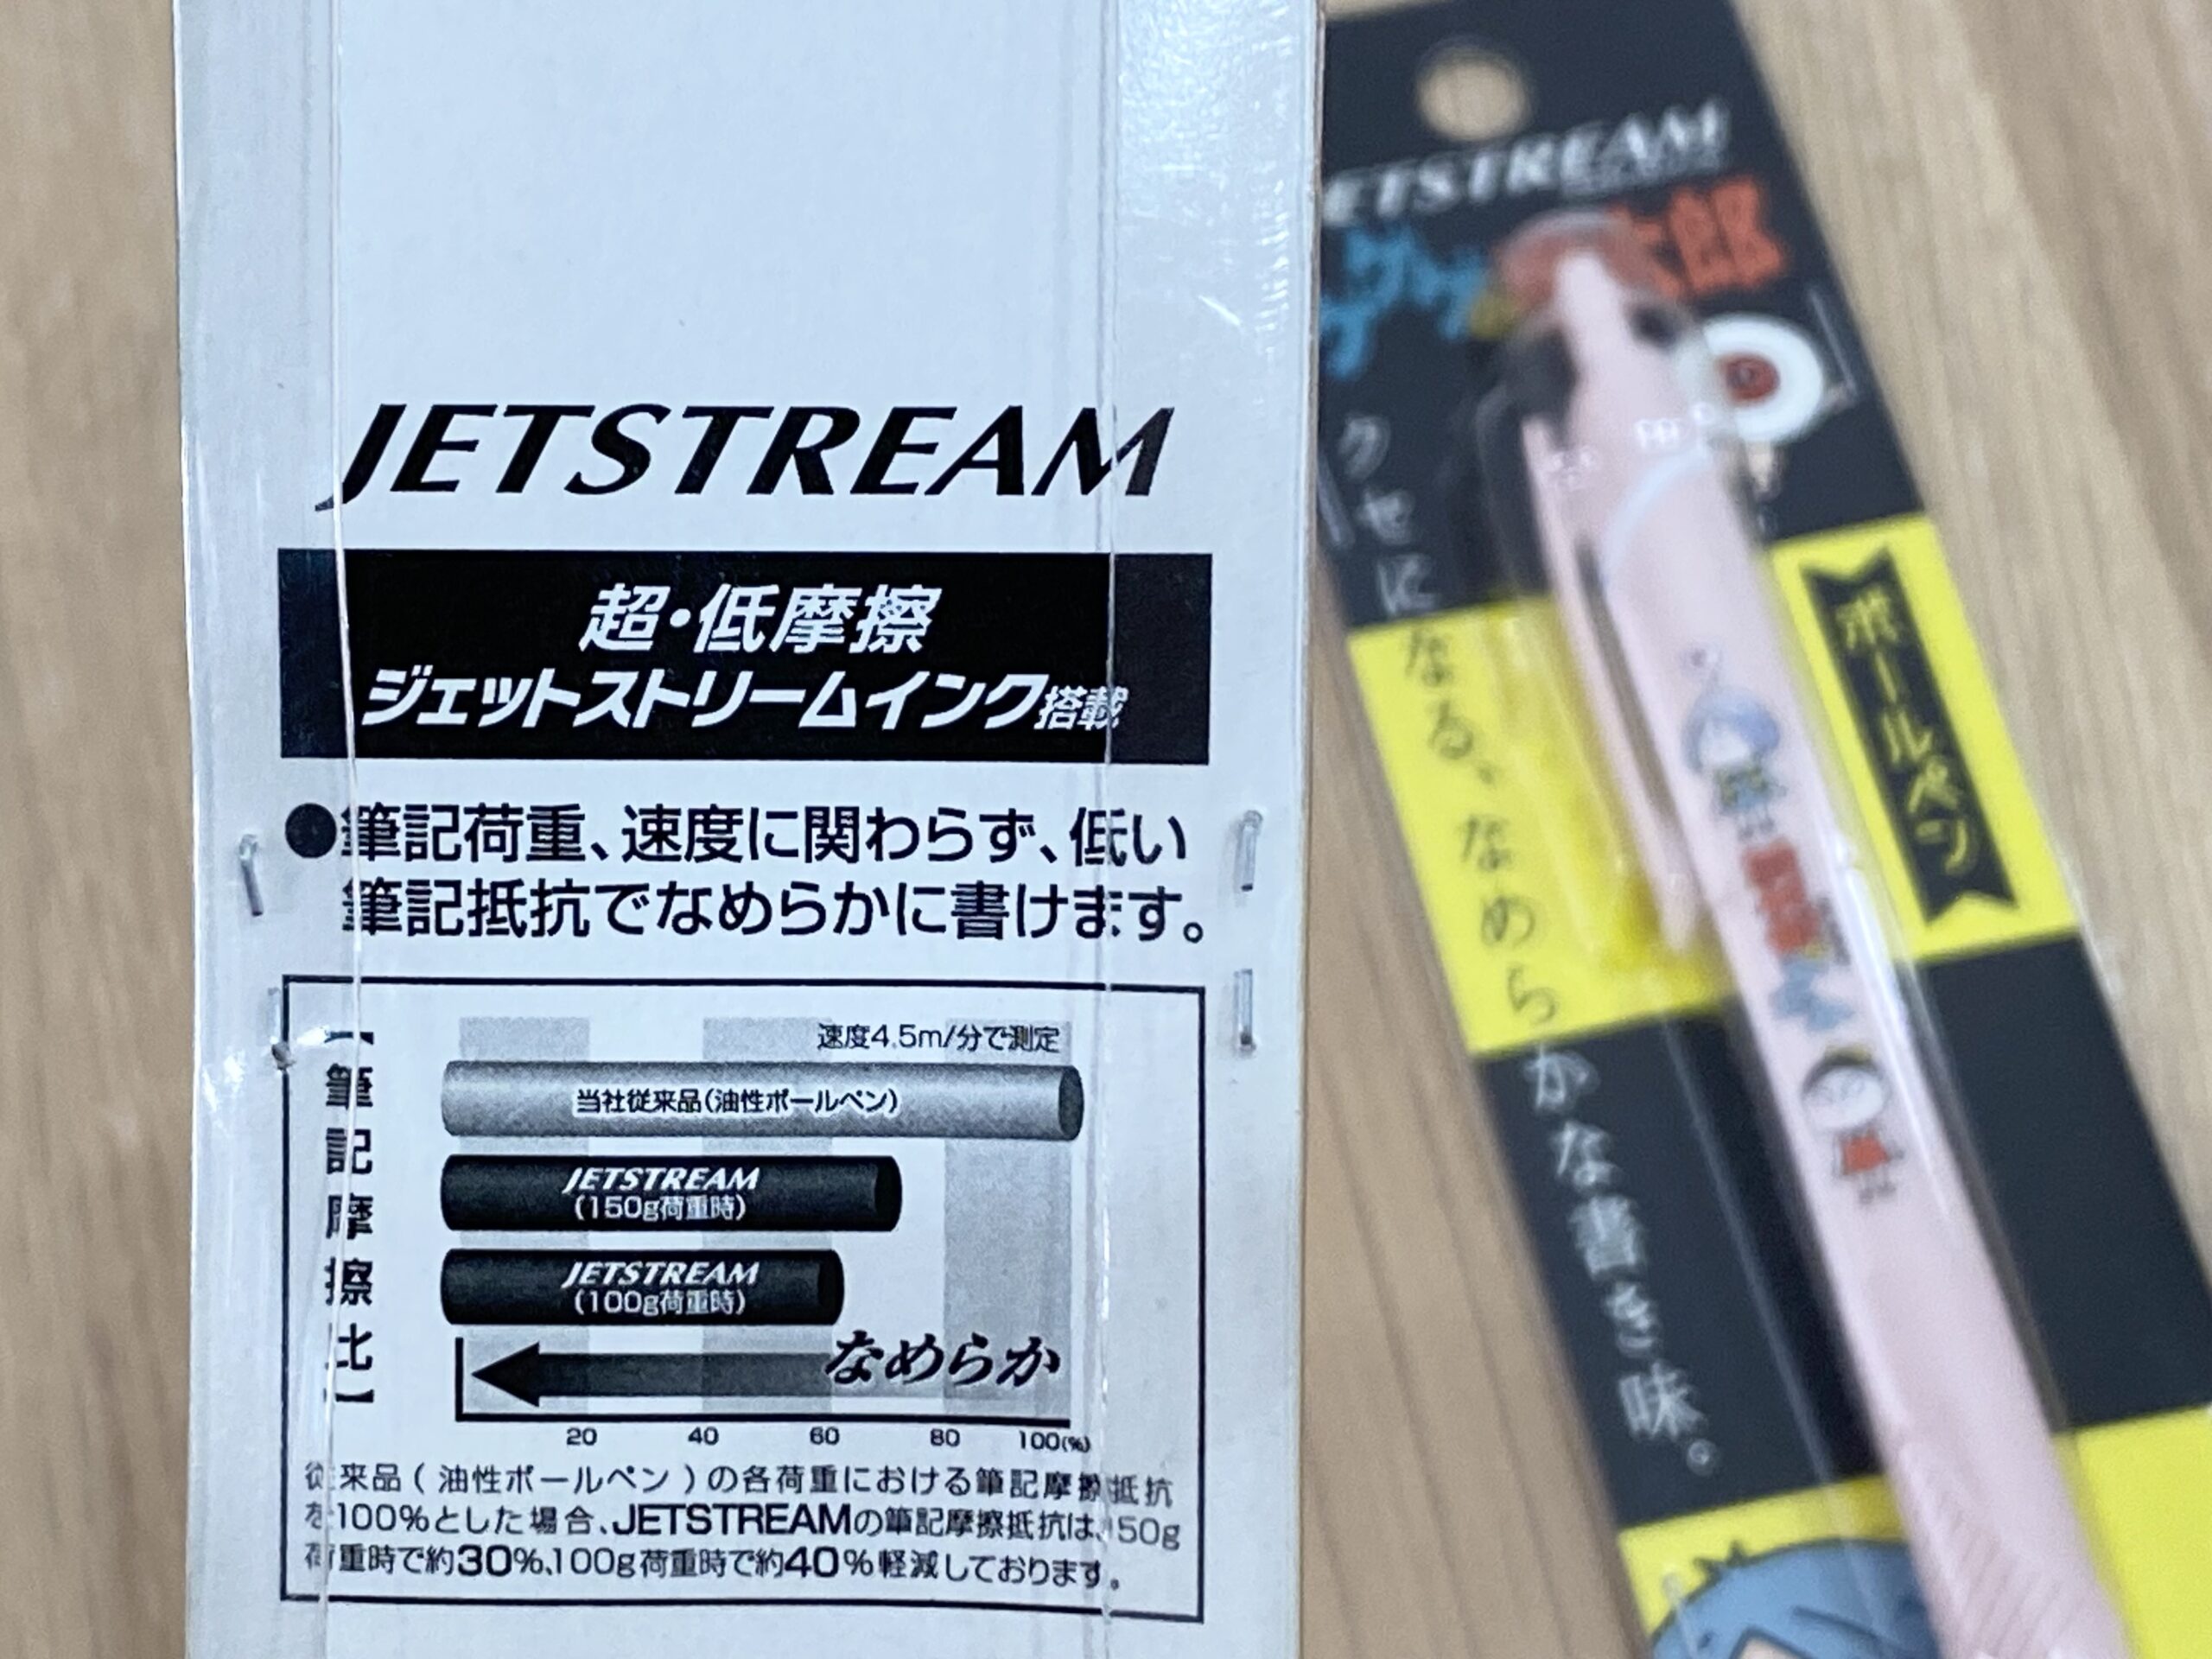 JETSTREAM
超・低摩擦
ジェットストリームインク搭載
●筆記荷重、速度に関わらず、低い
筆記抵抗でなめらかに書けます。
【筆記摩擦比】
速度4.5m/分で測定
当社従来品(油性ボールペン)
JETSTREAM
(150g荷重時)
JETSTREAM
(100g荷重時)
なめらか
20 40 60 80 100(%)
従来品(油性ボールペン)の各荷重における筆記摩擦抵抗
を100%とした場合、JETSTREAMの筆記摩擦抵抗は、150g
荷重時で約30%、100g荷重時で約40%軽減しております。
JETSTREAM
太郎
クセになる、なめらかな書き味。
ボールペン